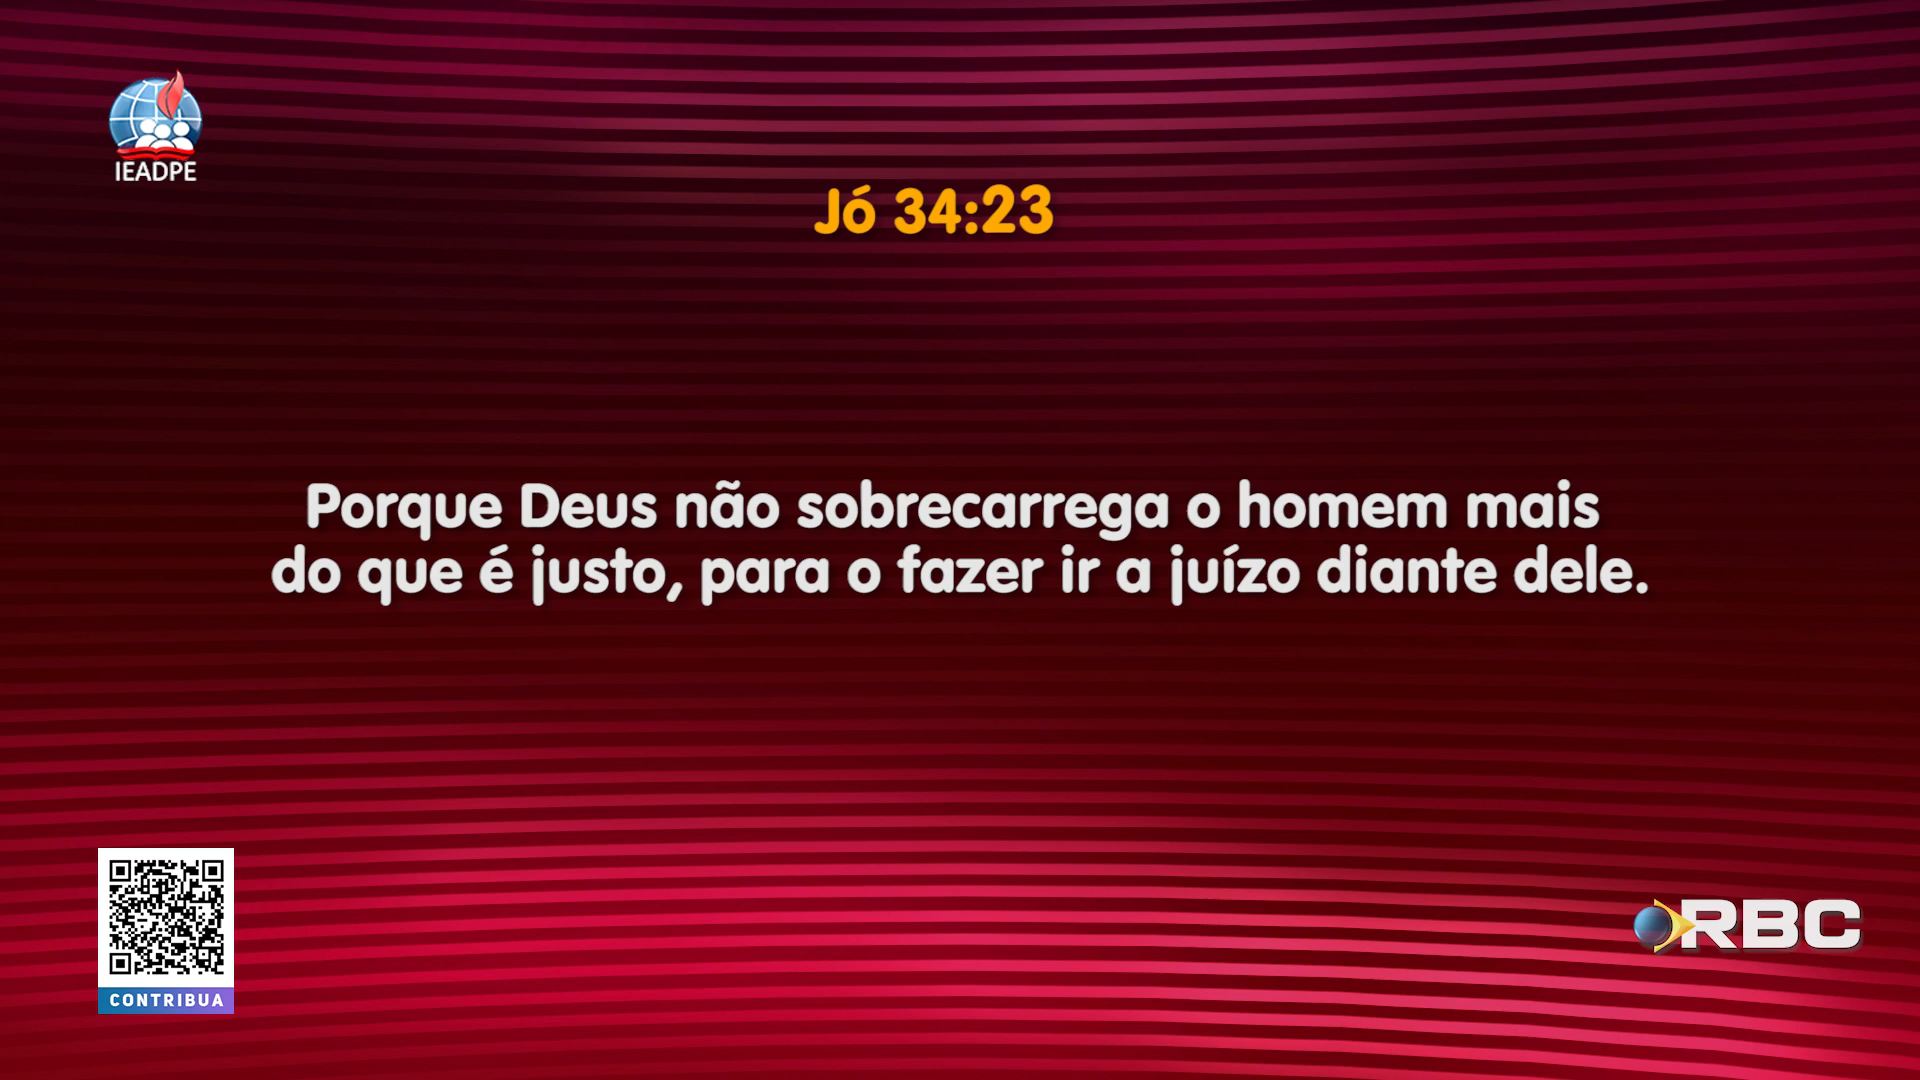 IEADPE
Jó 34:23
Porque Deus não sobrecarrega o homem mais
do que é justo, para o fazer ir a juízo diante dele.
CONTRIBUA
RBC